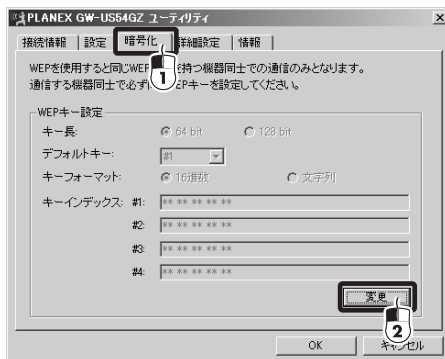 PLANEX GW-US54GZ ユーティリティ
接続情報 設定 暗号化 詳細設定 情報
WEPを使用すると同じWEP を持つ機器同士での通信のみとなります。
通信する機器同士で必ず EPキーを設定してください。
1
WEPキー設定
キー長: 64 bit 128 bit
デフォルトキー: #1
キーフォーマット: 16進数 文字列
キーインデックス: #1: ** ** ** ** **
#2: ** ** ** ** **
#3: ** ** ** ** **
#4: ** ** ** ** **
変更
2
OK キャンセル